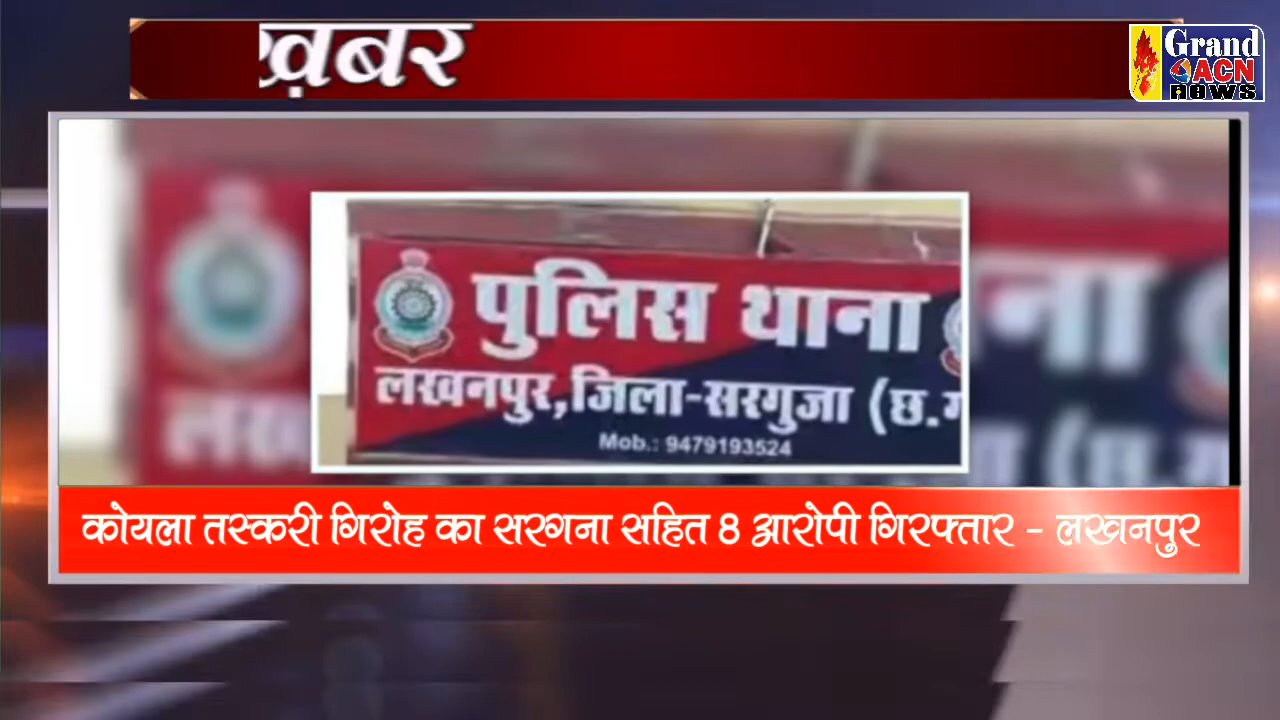 ख़बर
Grand
ACN
news
पुलिस थाना
लखनपुर, जिला-सरगुजा (छ.ग
Mob.: 9479193524
कोयला तस्करी गिरोह का सरगना सहित 8 आरोपी गिरफ्तार - लखनपुर